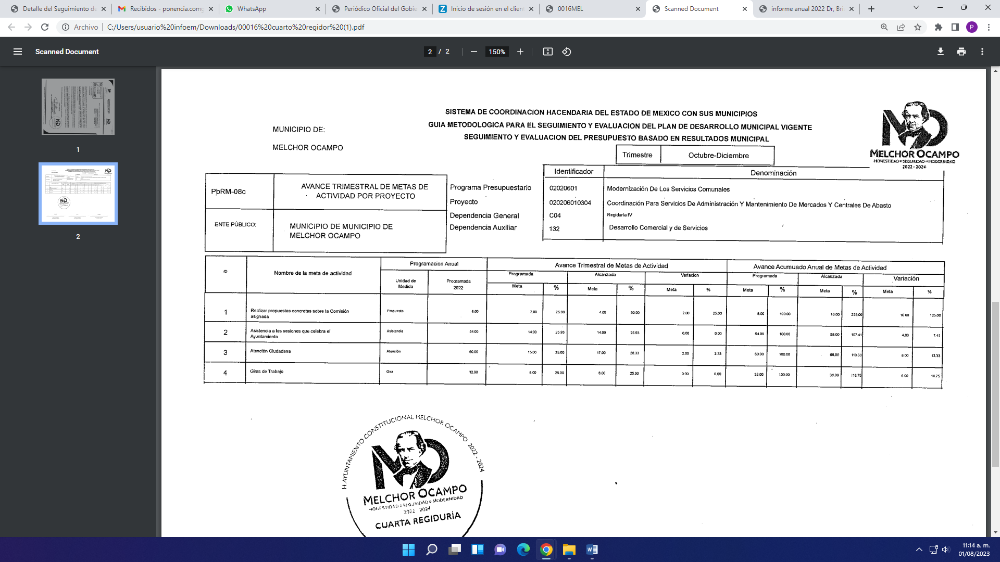 Detalle del Seguimiento de
Recibidos - ponencia.comg
WhatsApp
Periódico Oficial del Gobie
Inicio de sesión en el client
0016MEL
Scanned Document
informe anual 2022 Dr, Bri
Archivo
C:/Users/usuario%20infoem/Downloads/00016%20cuarto%20regidor%20(1).pdf
P
Scanned Document
2 / 2
150%
1
2
SISTEMA DE COORDINACION HACENDARIA DEL ESTADO DE MEXICO CON SUS MUNICIPIOS
MUNICIPIO DE:
GUIA METODOLOGICA PARA EL SEGUIMIENTO Y EVALUACION DEL PLAN DE DESARROLLO MUNICIPAL VIGENTE
SEGUIMIENTO Y EVALUACION DEL PRESUPUESTO BASADO EN RESULTADOS MUNICIPAL
MELCHOR OCAMPO
MELCHOR OCAMPO
HONESTIDAD SEGURIDAD MODERNIDAD
2022 - 2024
Trimestre Octubre-Diciembre
Identificador Denominación
PbRM-08c
AVANCE TRIMESTRAL DE METAS DE
ACTIVIDAD POR PROYECTO
Programa Presupuestario 02020601 Modernización De Los Servicios Comunales
Proyecto 020206010304 Coordinación Para Servicios De Administración Y Mantenimiento De Mercados Y Centrales De Abasto
Dependencia General C04 Regiduría IV
Dependencia Auxiliar 132 Desarrollo Comercial y de Servicios
ENTE PÚBLICO:
MUNICIPIO DE MUNICIPIO DE
MELCHOR OCAMPO
ID Nombre de la meta de actividad Programacion Anual Avance Trimestral de Metas de Actividad Avance Acumuado Anual de Metas de Actividad
Programada Alcanzada Variacion Programada Alcanzada Variación
Unidad de Medida Programada 2022 Meta % Meta % Meta % Meta % Meta % Meta %
1 Realizar propuestas concretas sobre la Comisión Propuesta 8.00 2.00 25.00 4.00 50.00 2.00 25.00 8.00 100.00 18.00 225.00 10.00 125.00
asignada
2 Asistencia a las sesiones que celebra el Asistencia 54.00 14.00 25.93 14.00 25.93 0.00 0.00 54.00 100.00 58.00 107.41 4.00 7.41
Ayuntamiento
3 Atención Ciudadana Atención 60.00 15.00 25.00 17.00 28.33 2.00 3.33 60.00 100.00 68.00 113.33 8.00 13.33
4 Giras de Trabajo Gira 32.00 8.00 25.00 8.00 25.00 0.00 0.00 32.00 100.00 38.00 118.75 6.00 18.75
H. AYUNTAMIENTO CONSTITUCIONAL MELCHOR OCAMPO 2022 - 2024
MELCHOR OCAMPO
HONESTIDAD SEGURIDAD MODERNIDAD
2022 2024
CUARTA REGIDURÍA
11:14 a. m.
01/08/2023